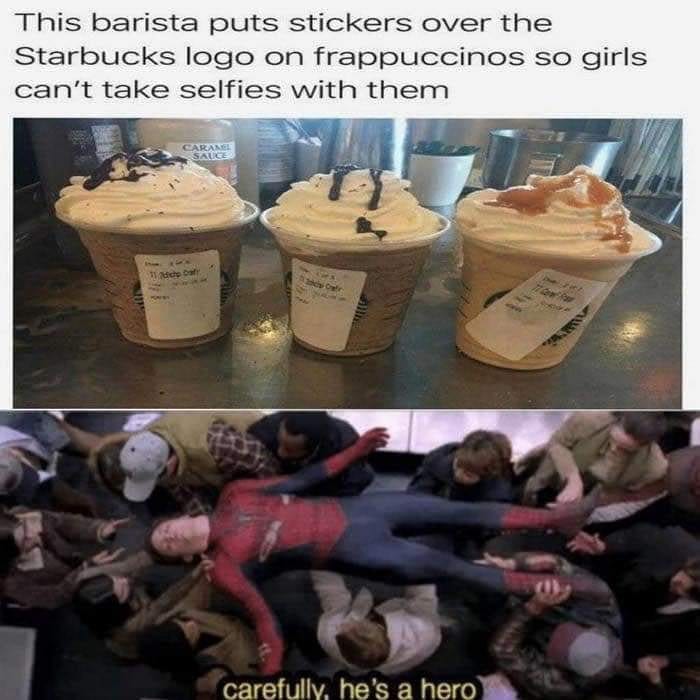 This barista puts stickers over the
Starbucks logo on frappuccinos so girls
can't take selfies with them
CARAMEL
SAUCE
carefully, he's a hero